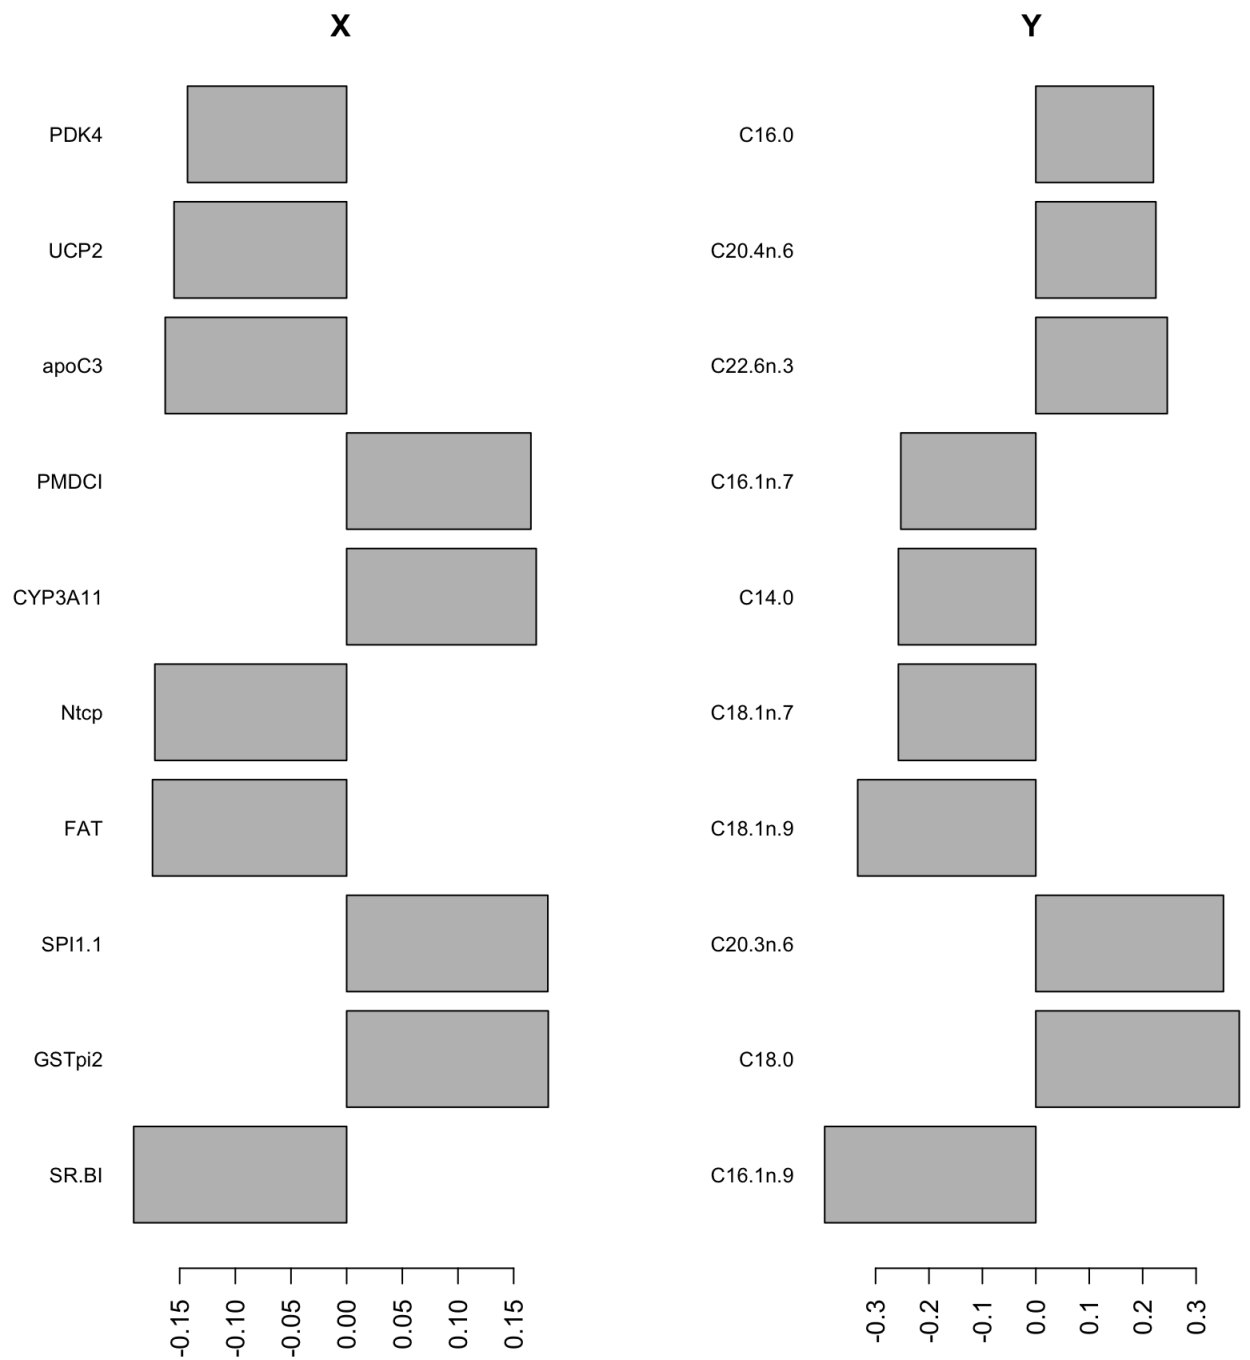 X
PDK4
UCP2
apoC3
PMDCI
CYP3A11
Ntcp
FAT
SPI1.1
GSTpi2
SR.BI
-0.15
-0.10
-0.05
0.00
0.05
0.10
0.15
Y
C16.0
C20.4n.6
C22.6n.3
C16.1n.7
C14.0
C18.1n.7
C18.1n.9
C20.3n.6
C18.0
C16.1n.9
-0.3
-0.2
-0.1
0.0
0.1
0.2
0.3